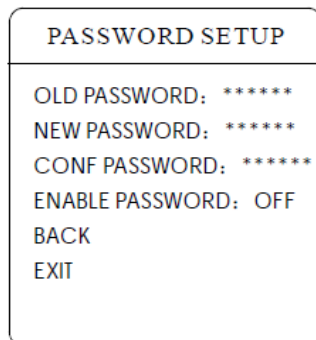 PASSWORD SETUP
OLD PASSWORD: ******
NEW PASSWORD: ******
CONF PASSWORD: ******
ENABLE PASSWORD: OFF
BACK
EXIT